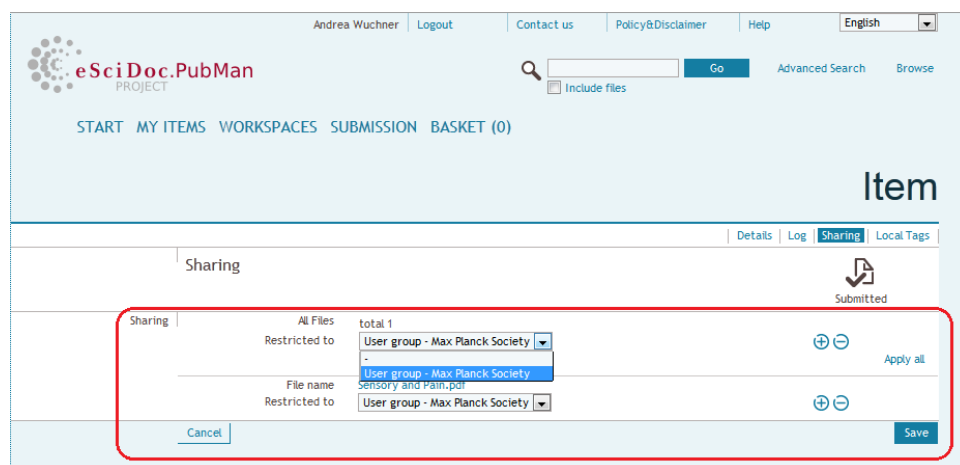 Andrea Wuchner Logout Contact us Policy&Disclaimer Help English
eSciDoc.PubMan
PROJECT
Go Advanced Search Browse
Include files
START MY ITEMS WORKSPACES SUBMISSION BASKET (0)
Item
Details Log Sharing Local Tags
Sharing
Submitted
Sharing All Files total 1
Restricted to User group - Max Planck Society
-
Apply all
User group - Max Planck Society
File name Sensory and Pain.pdf
Restricted to User group - Max Planck Society
Cancel Save